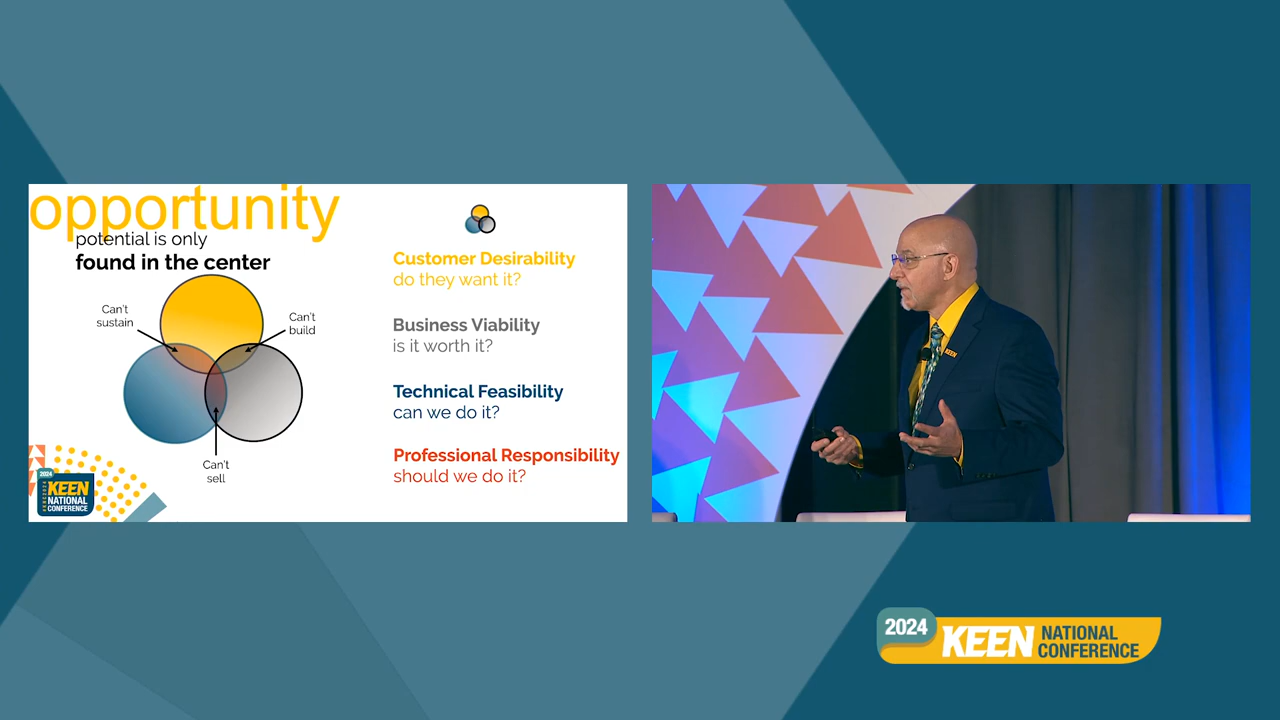 opportunity
potential is only
found in the center
Can't
sustain
Can't
build
Can't
sell
Customer Desirability
do they want it?
Business Viability
is it worth it?
Technical Feasibility
can we do it?
Professional Responsibility
should we do it?
2024
KEEN
NATIONAL
CONFERENCE
KEEN
2024
KEEN
NATIONAL
CONFERENCE